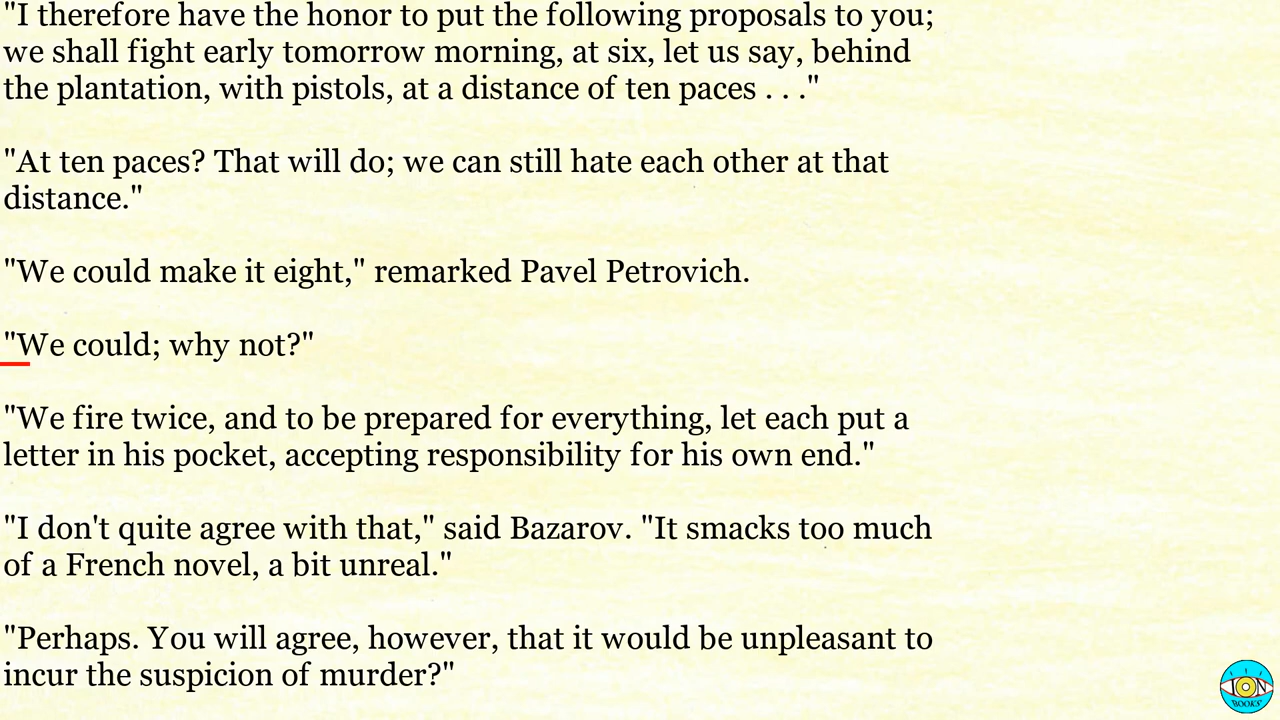 "I therefore have the honor to put the following proposals to you;
we shall fight early tomorrow morning, at six, let us say, behind
the plantation, with pistols, at a distance of ten paces . . ."
"At ten paces? That will do; we can still hate each other at that
distance."
"We could make it eight," remarked Pavel Petrovich.
"We could; why not?"
"We fire twice, and to be prepared for everything, let each put a
letter in his pocket, accepting responsibility for his own end."
"I don't quite agree with that," said Bazarov. "It smacks too much
of a French novel, a bit unreal."
"Perhaps. You will agree, however, that it would be unpleasant to
incur the suspicion of murder?"
ION
BOOKS